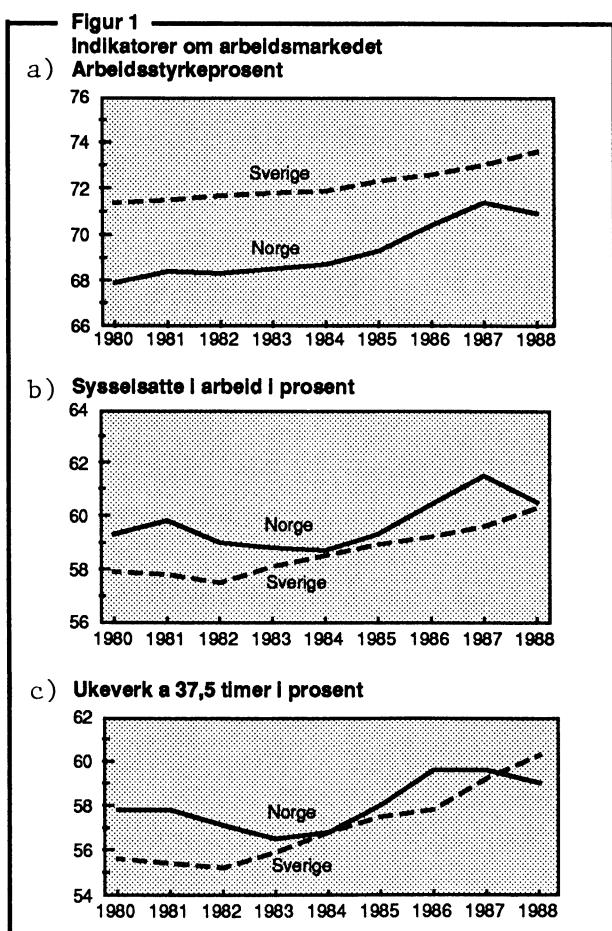 Figur 1
Indikatorer om arbeidsmarkedet
a) Arbeidsstyrkeprosent
76
74
72
70
68
66
Sverige
Norge
1980 1981 1982 1983 1984 1985 1986 1987 1988
b) Sysselsatte i arbeid i prosent
64
62
60
58
56
Norge
Sverige
1980 1981 1982 1983 1984 1985 1986 1987 1988
c) Ukeverk a 37,5 timer i prosent
62
60
58
56
54
Norge
Sverige
1980 1981 1982 1983 1984 1985 1986 1987 1988